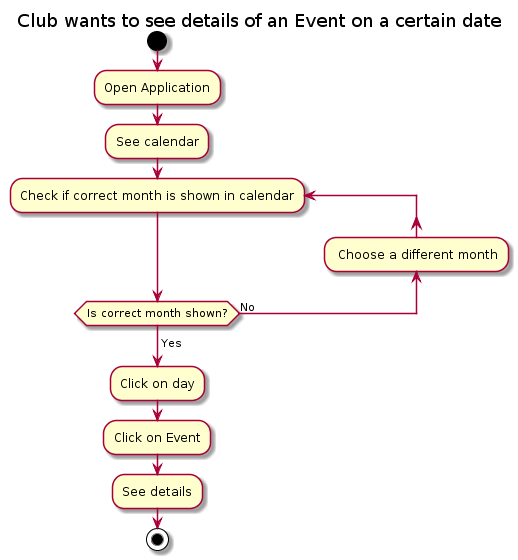 Club wants to see details of an Event on a certain date
Open Application
See calendar
Check if correct month is shown in calendar
Choose a different month
Is correct month shown?
No
Yes
Click on day
Click on Event
See details